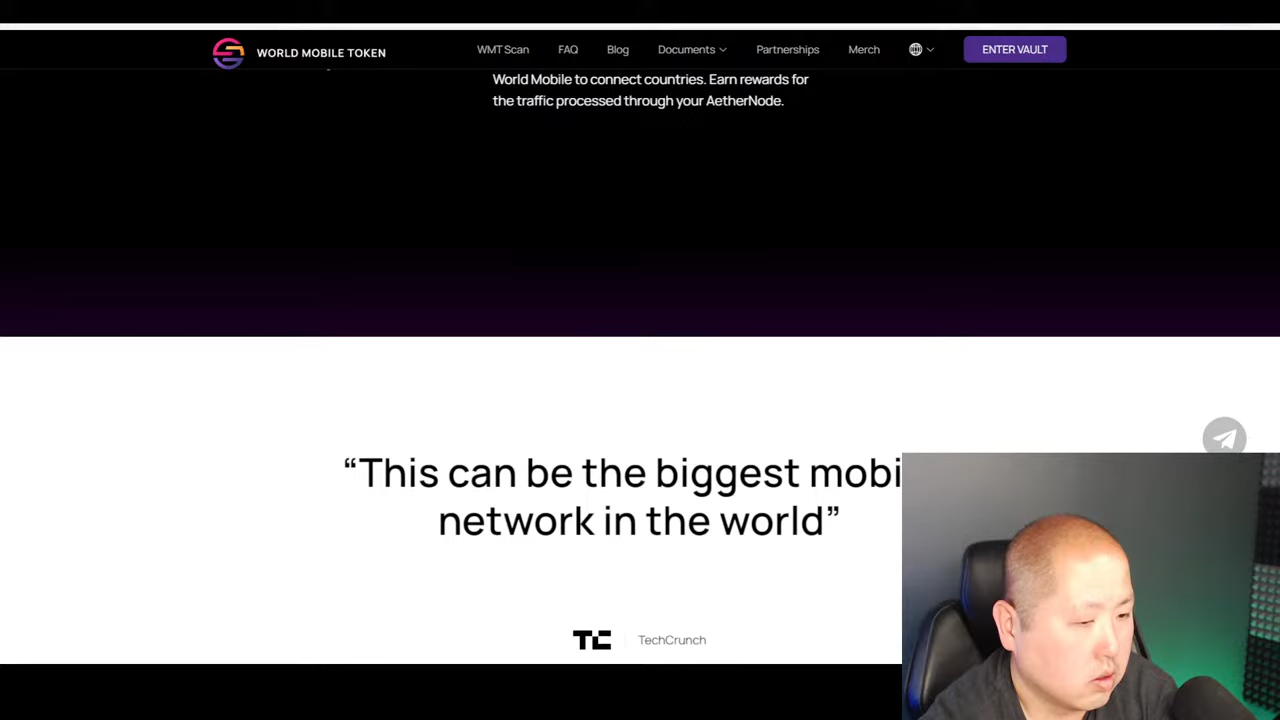 WORLD MOBILE TOKEN
WMT Scan FAQ Blog Documents Partnerships Merch ENTER VAULT
World Mobile to connect countries. Earn rewards for
the traffic processed through your AetherNode.
“This can be the biggest mobi
network in the world”
TC TechCrunch